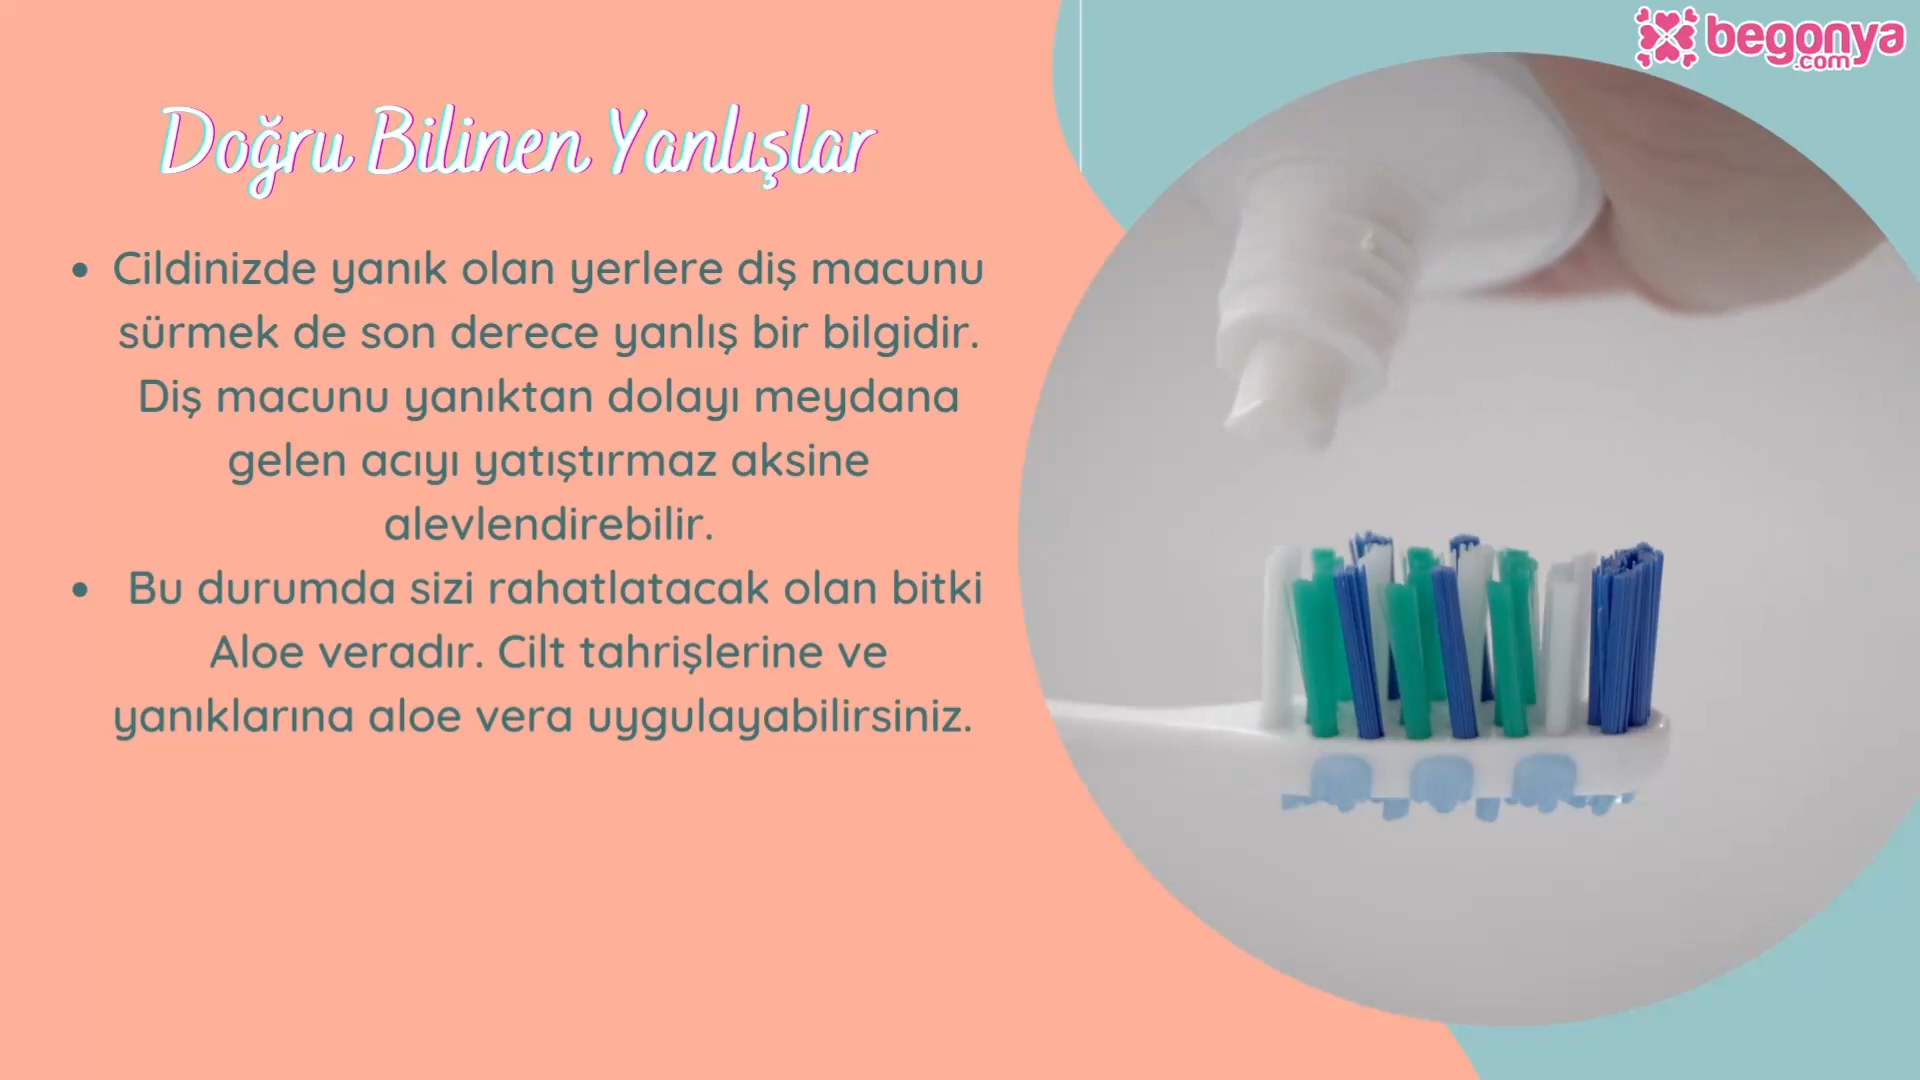 begonya
.com
Doğru Bilinen Yanlışlar
• Cildinizde yanık olan yerlere diş macunu
sürmek de son derece yanlış bir bilgidir.
Diş macunu yanıktan dolayı meydana
gelen acıyı yatıştırmaz aksine
alevlendirebilir.
• Bu durumda sizi rahatlatacak olan bitki
Aloe veradır. Cilt tahrişlerine ve
yanıklarına aloe vera uygulayabilirsiniz.